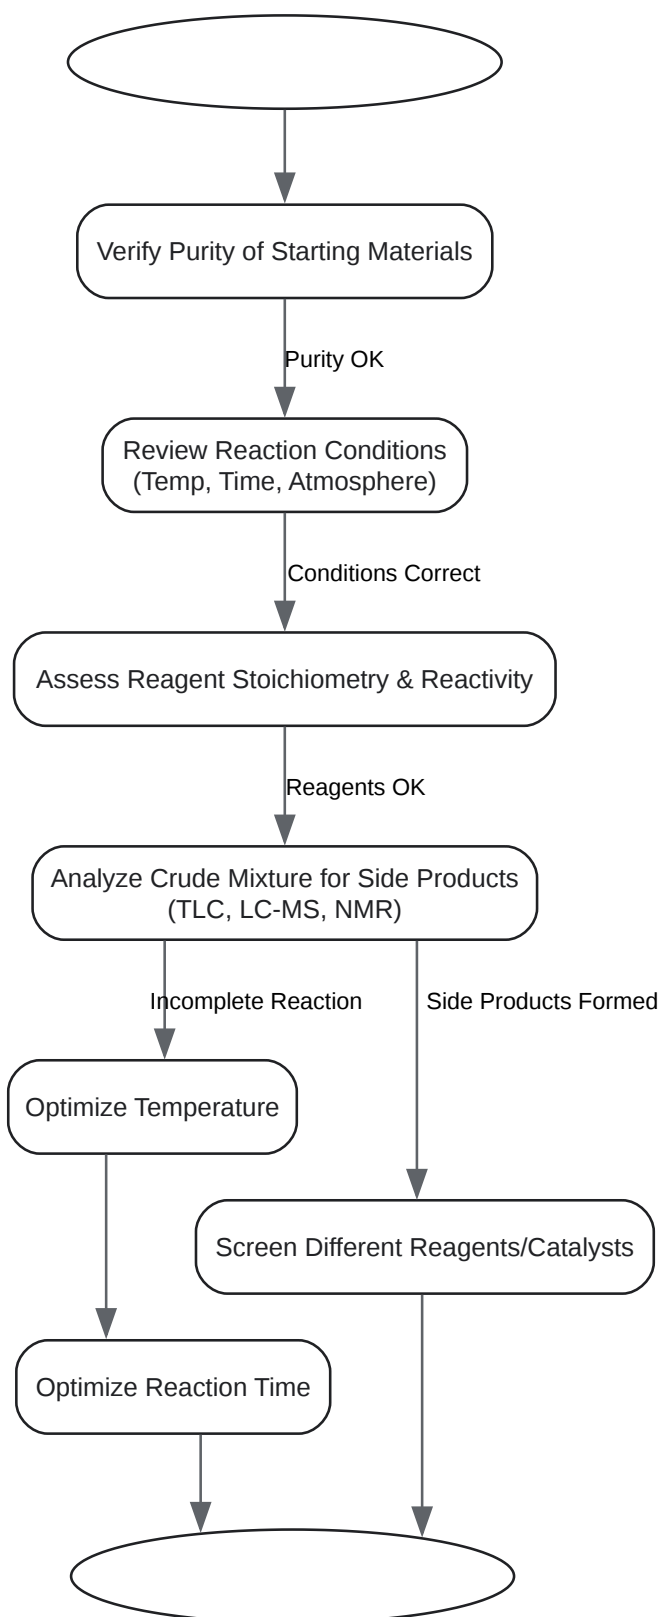 Verify Purity of Starting Materials
Purity OK
Review Reaction Conditions
(Temp, Time, Atmosphere)
Conditions Correct
Assess Reagent Stoichiometry & Reactivity
Reagents OK
Analyze Crude Mixture for Side Products
(TLC, LC-MS, NMR)
Incomplete Reaction
Side Products Formed
Optimize Temperature
Screen Different Reagents/Catalysts
Optimize Reaction Time